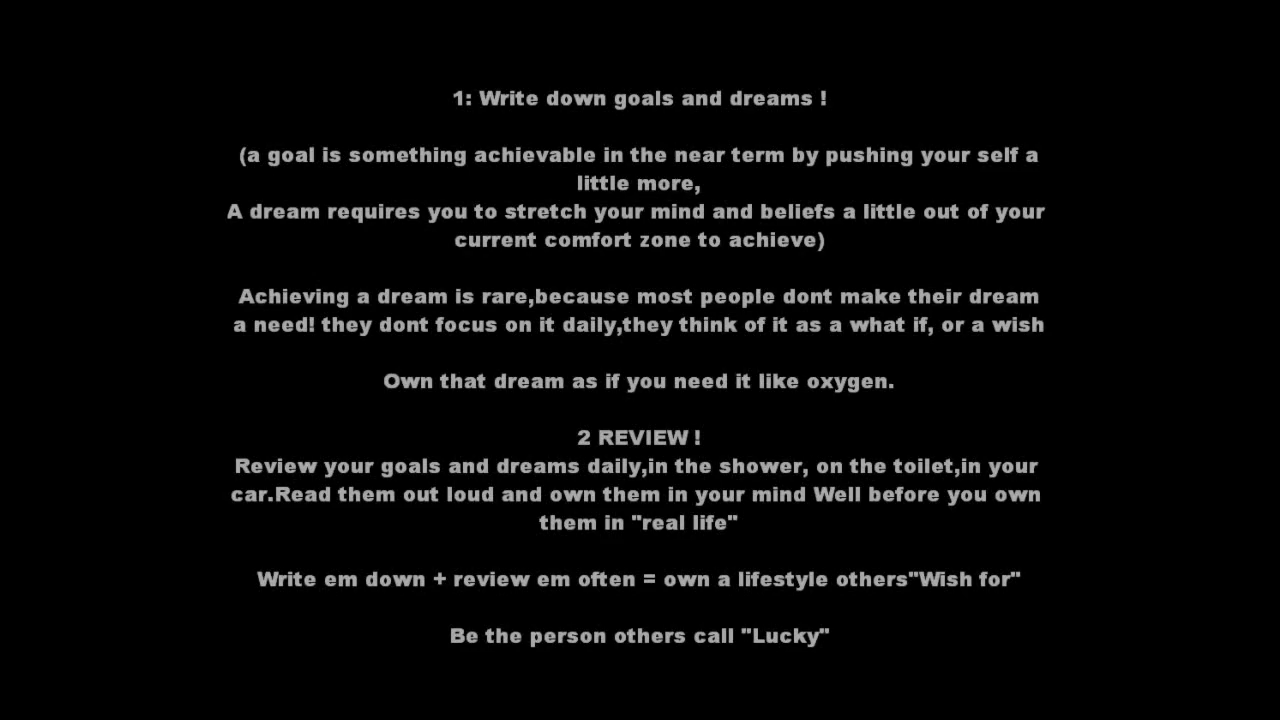 1: Write down goals and dreams !
(a goal is something achievable in the near term by pushing your self a
little more,
A dream requires you to stretch your mind and beliefs a little out of your
current comfort zone to achieve)
Achieving a dream is rare,because most people dont make their dream
a need! they dont focus on it daily,they think of it as a what if, or a wish
Own that dream as if you need it like oxygen.
2 REVIEW !
Review your goals and dreams daily,in the shower, on the toilet,in your
car.Read them out loud and own them in your mind Well before you own
them in "real life"
Write em down + review em often = own a lifestyle others"Wish for"
Be the person others call "Lucky"